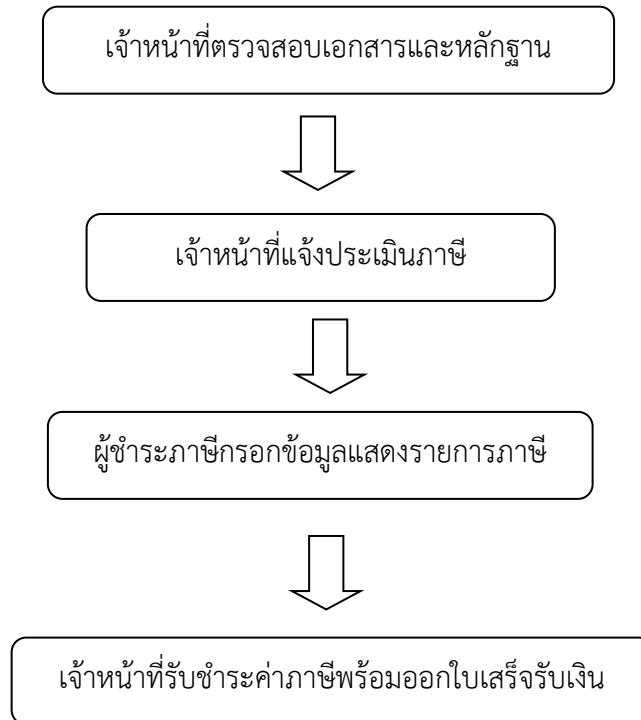 เจ้าหน้าที่ตรวจสอบเอกสารและหลักฐาน
เจ้าหน้าที่แจ้งประเมินภาษี
ผู้ชำระภาษีกรอกข้อมูลแสดงรายการภาษี
เจ้าหน้าที่รับชำระค่าภาษีพร้อมออกใบเสร็จรับเงิน